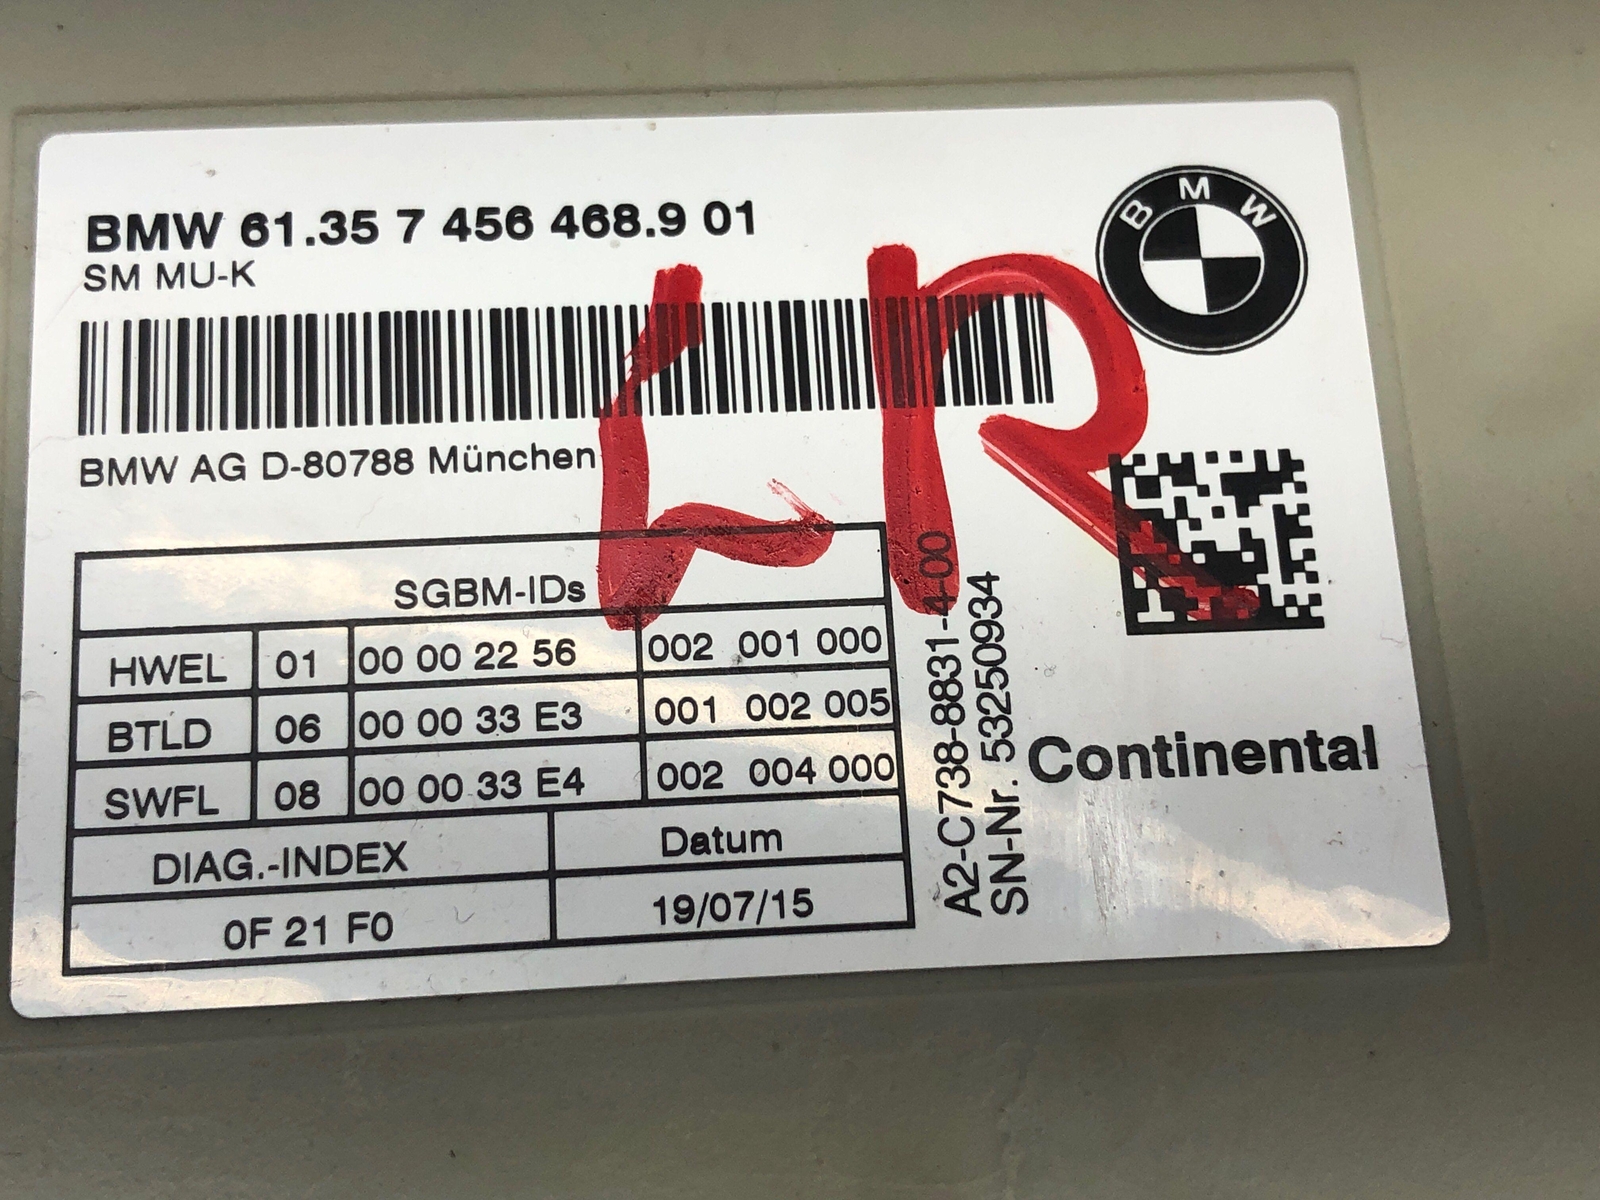 BMW 61.35 7 456 468.9 01
SM MU-K
BMW
LR
BMW AG D-80788 München
SGBM-IDs
HWEL 01 00 00 22 56 002 001 000
BTLD 06 00 00 33 E3 001 002 005
SWFL 08 00 00 33 E4 002 004 000
DIAG.-INDEX Datum
0F 21 F0 19/07/15
A2-C738-8831-4-00
SN-Nr. 53250934
Continental